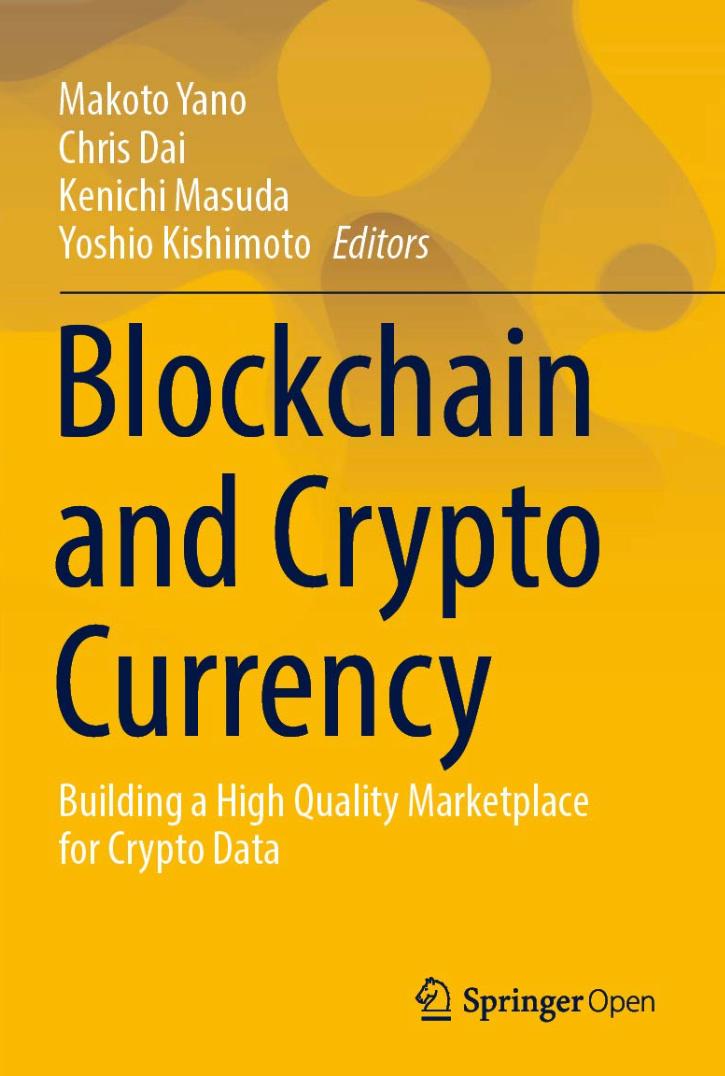 Makoto Yano
Chris Dai
Kenichi Masuda
Yoshio Kishimoto Editors
Blockchain
and Crypto
Currency
Building a High Quality Marketplace
for Crypto Data
Springer Open